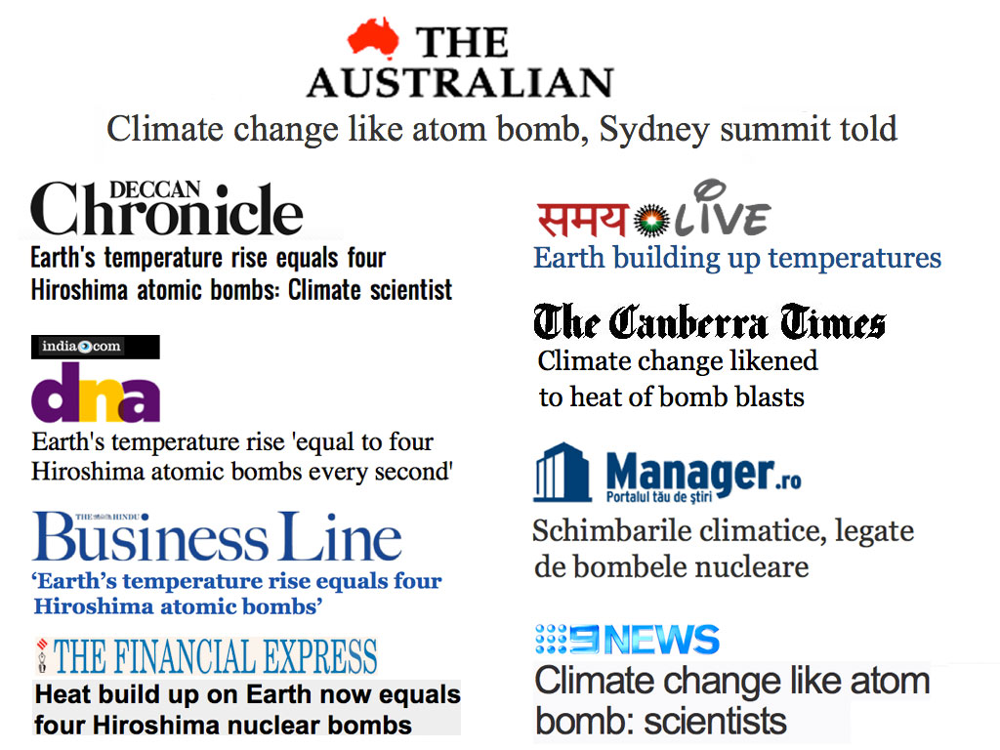 THE
AUSTRALIAN
Climate change like atom bomb, Sydney summit told
DECCAN
Chronicle
Earth's temperature rise equals four
Hiroshima atomic bombs: Climate scientist
india.com
dna
Earth's temperature rise 'equal to four
Hiroshima atomic bombs every second'
THE HINDU
Business Line
‘Earth’s temperature rise equals four
Hiroshima atomic bombs’
THE FINANCIAL EXPRESS
Heat build up on Earth now equals
four Hiroshima nuclear bombs
समय LIVE
Earth building up temperatures
The Canberra Times
Climate change likened
to heat of bomb blasts
Manager.ro
Portalul tău de ştiri
Schimbarile climatice, legate
de bombele nucleare
9 NEWS
Climate change like atom
bomb: scientists